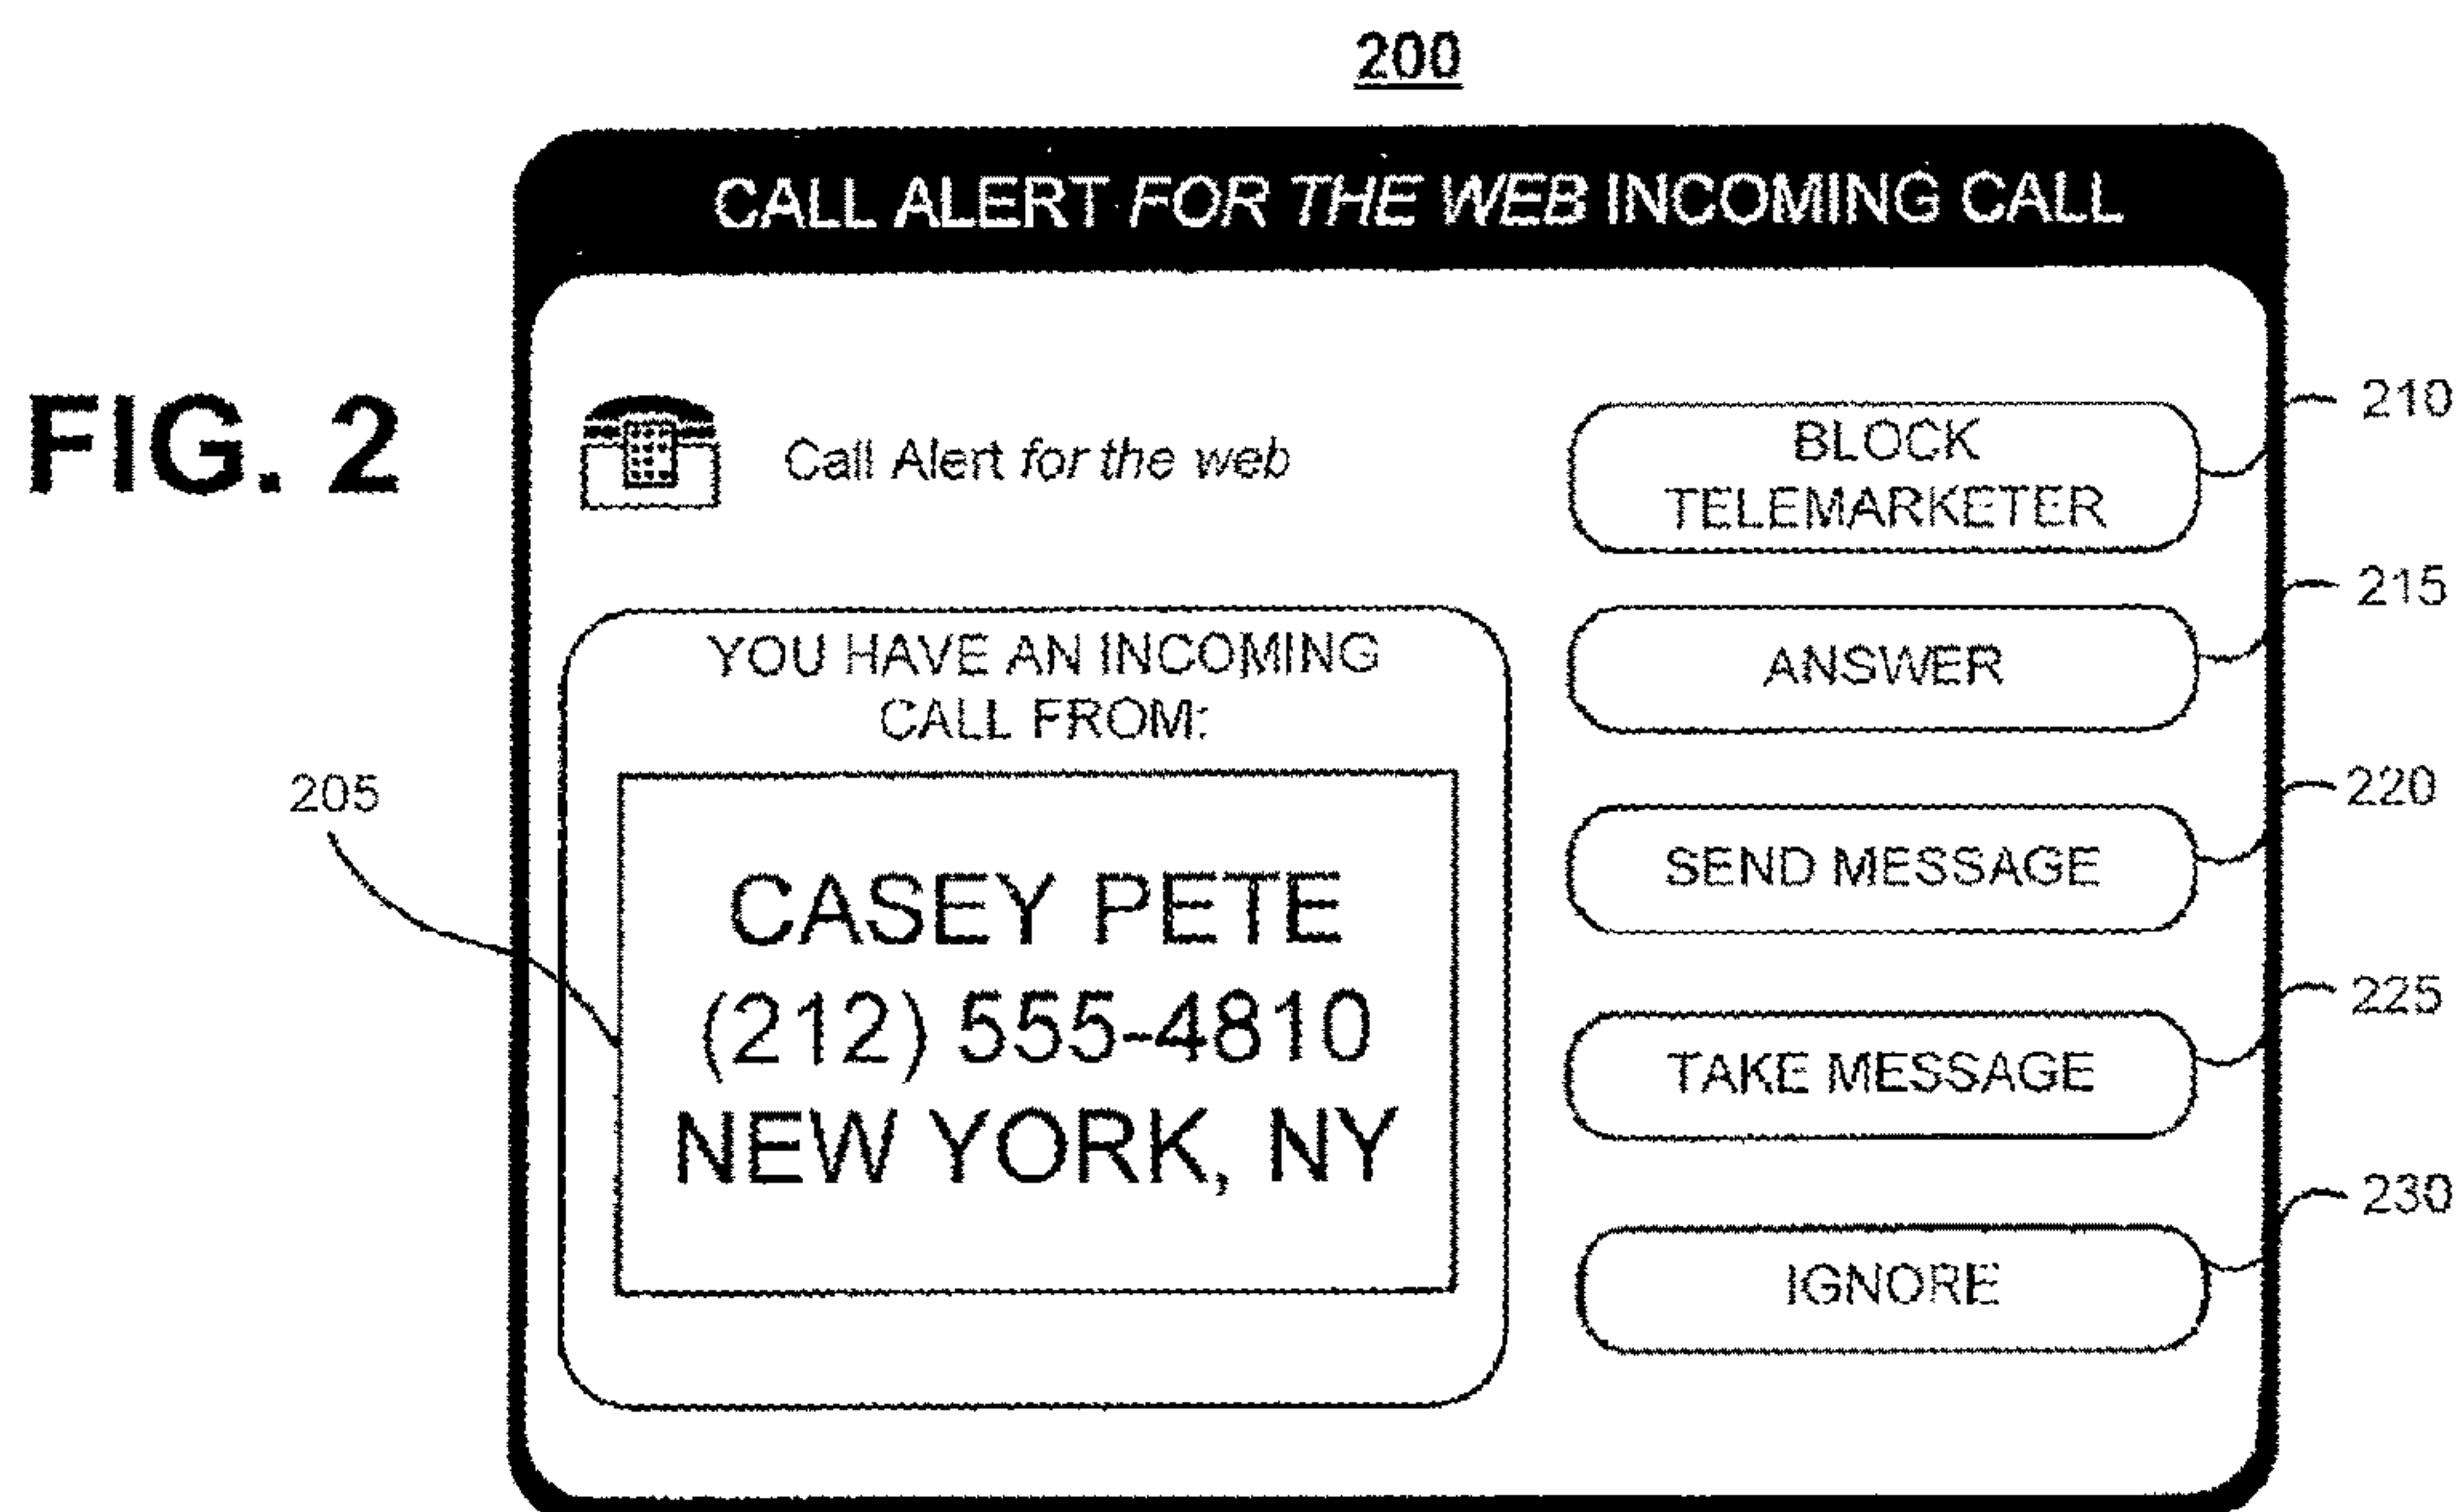 200
CALL ALERT FOR THE WEB INCOMING CALL
FIG. 2
Call Alert for the web
YOU HAVE AN INCOMING
CALL FROM:
205
CASEY PETE
(212) 555-4810
NEW YORK, NY
210
BLOCK
TELEMARKETER
215
ANSWER
220
SEND MESSAGE
225
TAKE MESSAGE
230
IGNORE